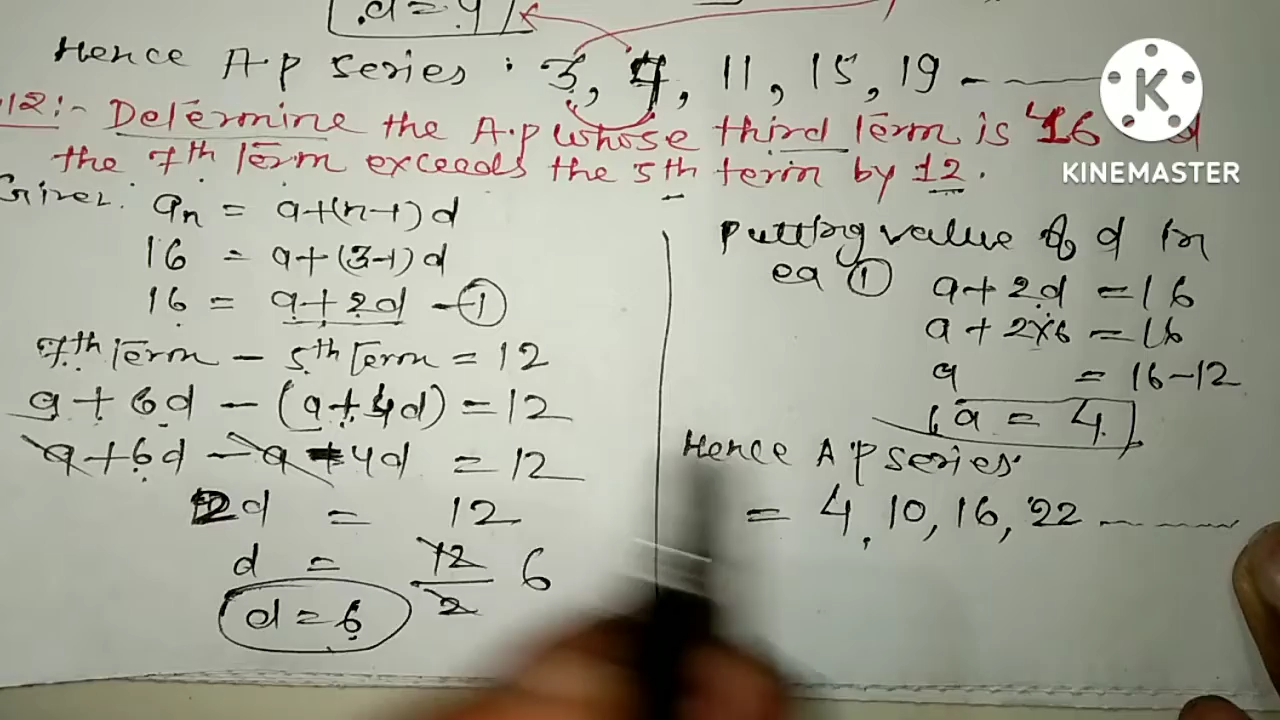 d = 4
Hence A.P series : 3, 7, 11, 15, 19 - ——
12:- Determine the A.P whose third Term is 16
the 7th Term exceeds the 5th term by 12.
Given: an = a+(n-1)d
16 = a+(3-1)d
16 = a+2d -①
7th Term - 5th Term = 12
a + 6d - (a+4d) = 12
a+6d - a - 4d = 12
2d = 12
d = 12/2 6
d = 6
Putting value of d in
eq ① a+2d = 16
a + 2×6 = 16
a = 16-12
a = 4
Hence A P series
= 4, 10, 16, 22 ------
K
KINEMASTER